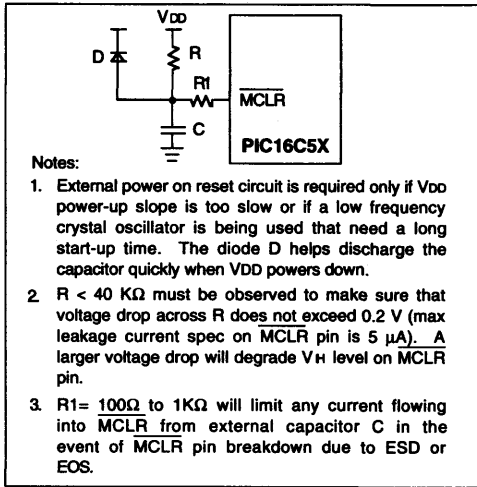 VDD
D
R
R1
MCLR
C
PIC16C5X
Notes:
1. External power on reset circuit is required only if VDD
power-up slope is too slow or if a low frequency
crystal oscillator is being used that need a long
start-up time. The diode D helps discharge the
capacitor quickly when VDD powers down.
2. R < 40 KΩ must be observed to make sure that
voltage drop across R does not exceed 0.2 V (max
leakage current spec on MCLR pin is 5 µA). A
larger voltage drop will degrade VH level on MCLR
pin.
3. R1= 100Ω to 1KΩ will limit any current flowing
into MCLR from external capacitor C in the
event of MCLR pin breakdown due to ESD or
EOS.